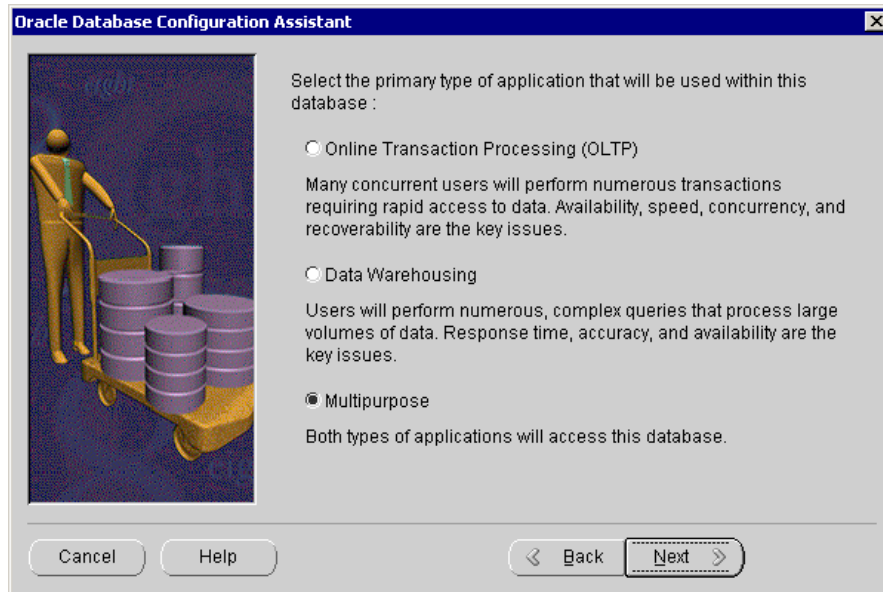 Oracle Database Configuration Assistant
Select the primary type of application that will be used within this
database :
Online Transaction Processing (OLTP)
Many concurrent users will perform numerous transactions
requiring rapid access to data. Availability, speed, concurrency, and
recoverability are the key issues.
Data Warehousing
Users will perform numerous, complex queries that process large
volumes of data. Response time, accuracy, and availability are the
key issues.
Multipurpose
Both types of applications will access this database.
Cancel
Help
Back
Next